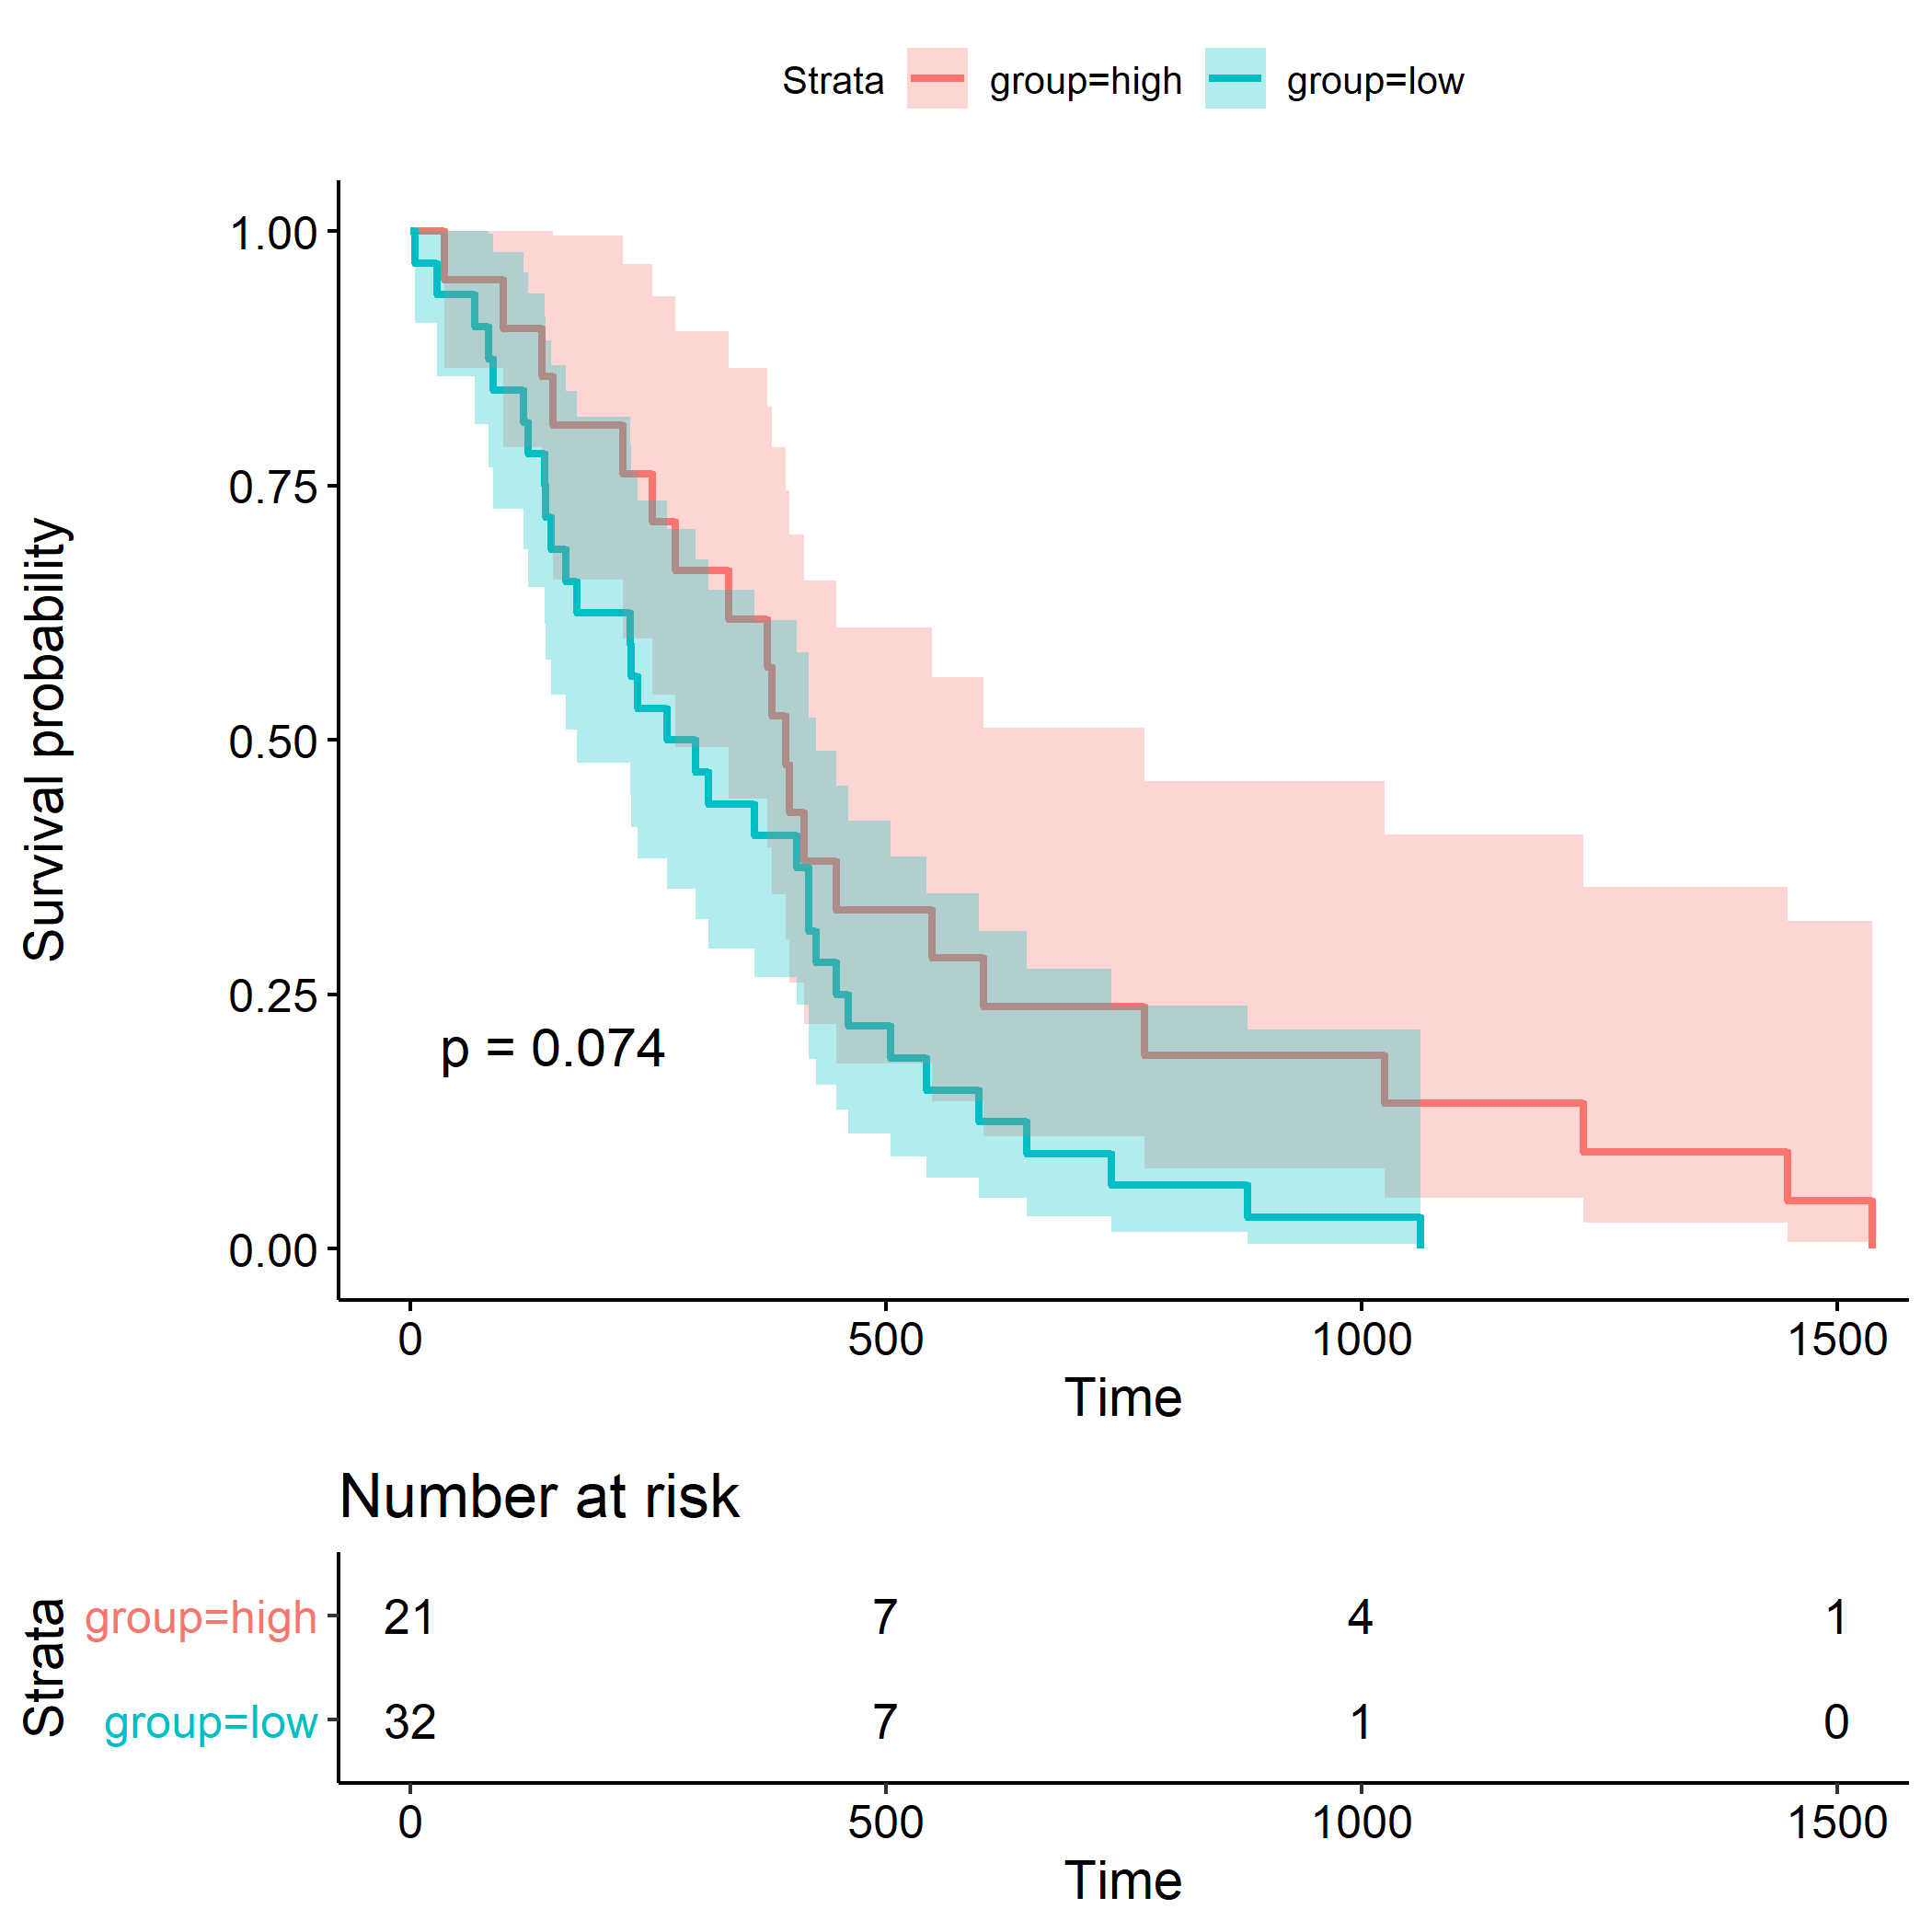 Strata group=high group=low
1.00
0.75
0.50
0.25
0.00
Survival probability
p = 0.074
0 500 1000 1500
Time
Number at risk
Strata
group=high 21 7 4 1
group=low 32 7 1 0
0 500 1000 1500
Time